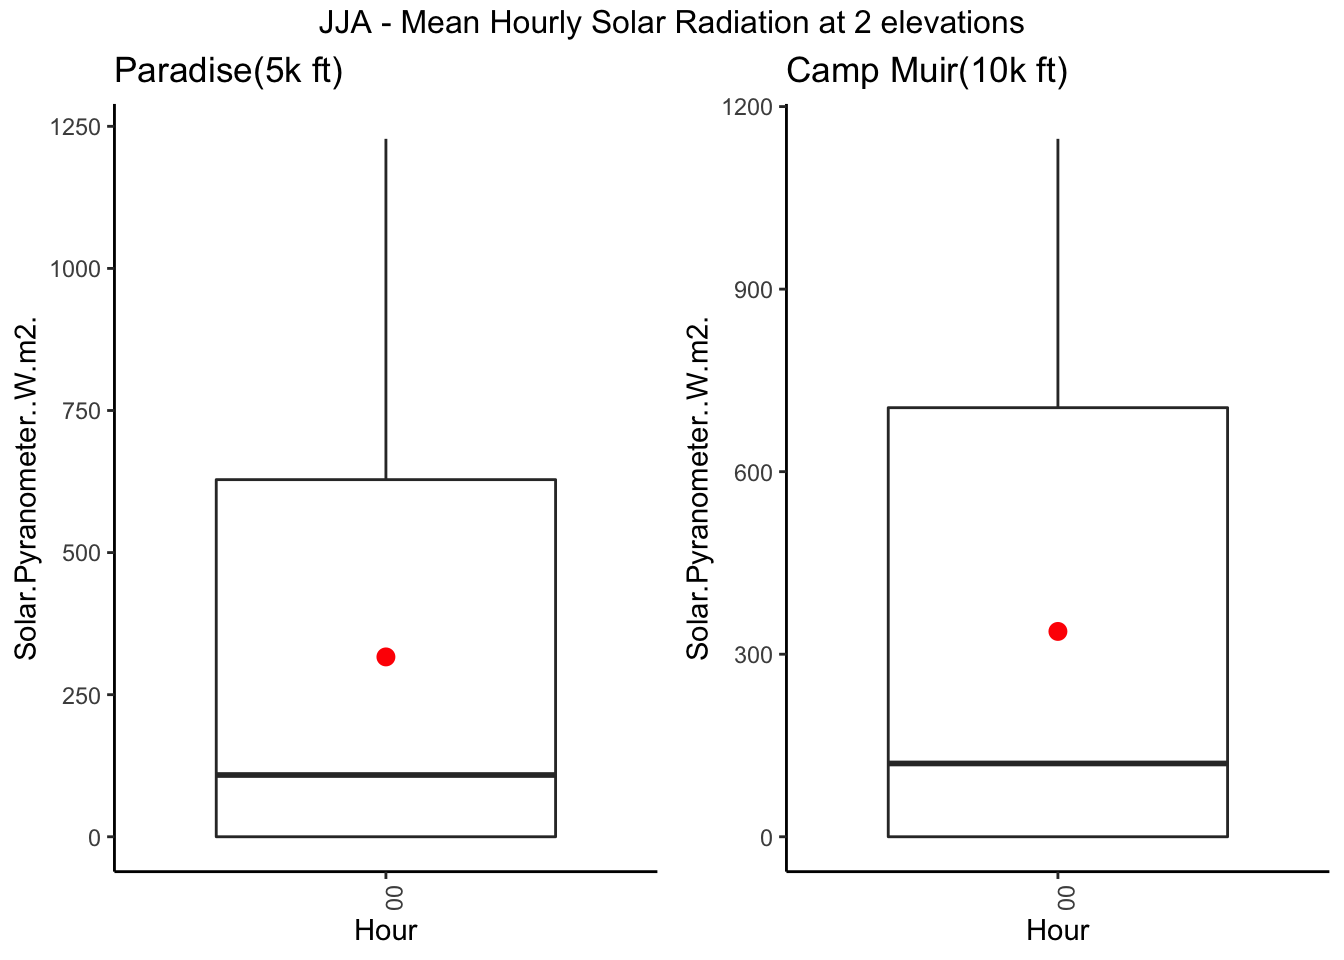 JJA - Mean Hourly Solar Radiation at 2 elevations
Paradise(5k ft)
Solar.Pyranometer..W.m2.
1250
1000
750
500
250
0
00
Hour
Camp Muir(10k ft)
Solar.Pyranometer..W.m2.
1200
900
600
300
0
00
Hour